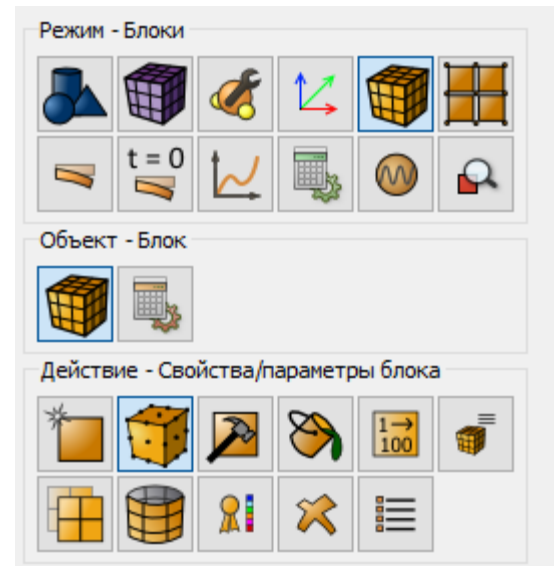 Режим - Блоки
t = 0
Объект - Блок
Действие - Свойства/параметры блока
1→
100